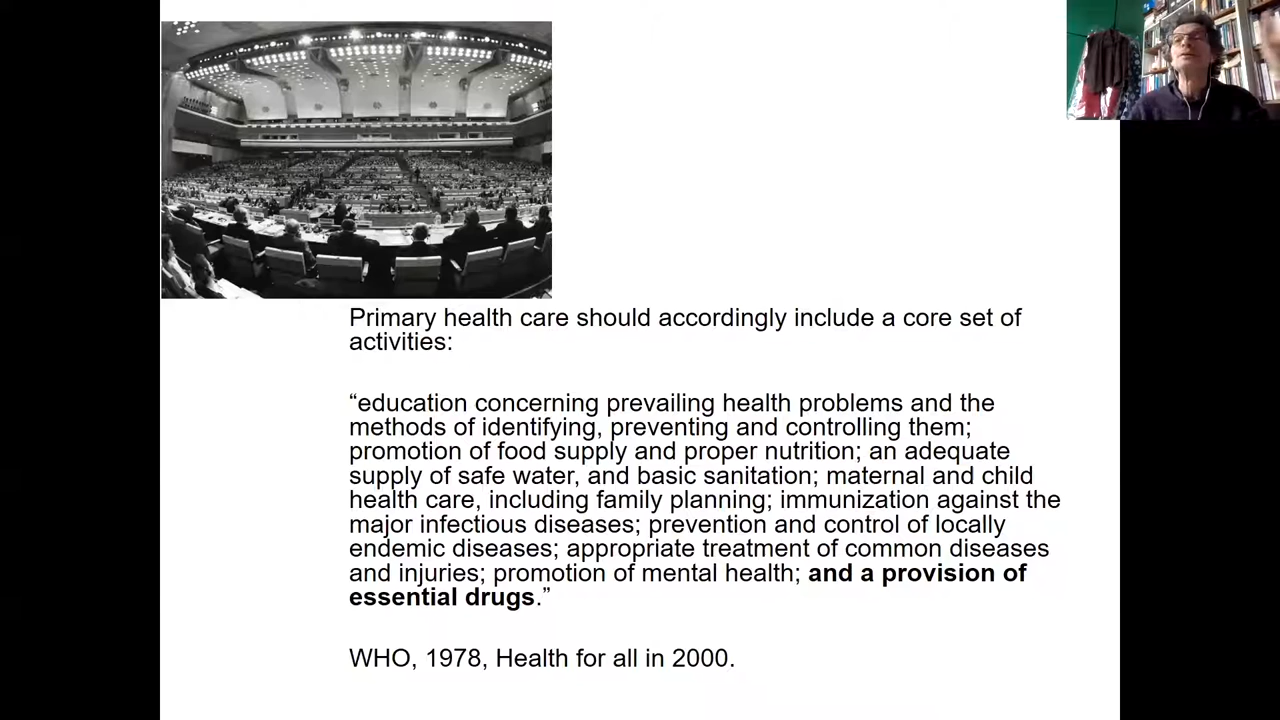 Primary health care should accordingly include a core set of
activities:
“education concerning prevailing health problems and the
methods of identifying, preventing and controlling them;
promotion of food supply and proper nutrition; an adequate
supply of safe water, and basic sanitation; maternal and child
health care, including family planning; immunization against the
major infectious diseases; prevention and control of locally
endemic diseases; appropriate treatment of common diseases
and injuries; promotion of mental health; and a provision of
essential drugs.”
WHO, 1978, Health for all in 2000.